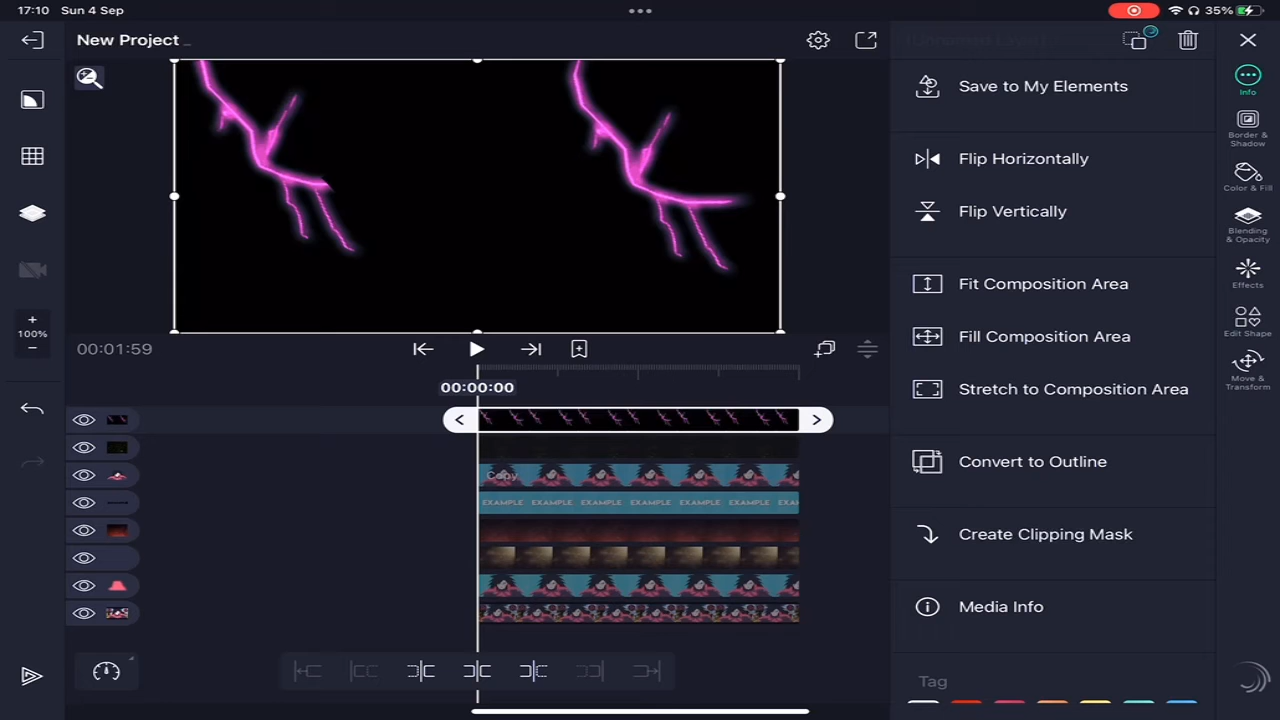 17:10 Sun 4 Sep
35%
New Project
Save to My Elements
Flip Horizontally
Flip Vertically
Fit Composition Area
Fill Composition Area
Stretch to Composition Area
Convert to Outline
Create Clipping Mask
Media Info
Tag
Info
Border &
Shadow
Color & Fill
Blending
& Opacity
Effects
Edit Shape
Move &
Transform
+
100%
−
00:01:59
00:00:00
Copy
EXAMPLE EXAMPLE EXAMPLE EXAMPLE EXAMPLE EXAMPLE EXA